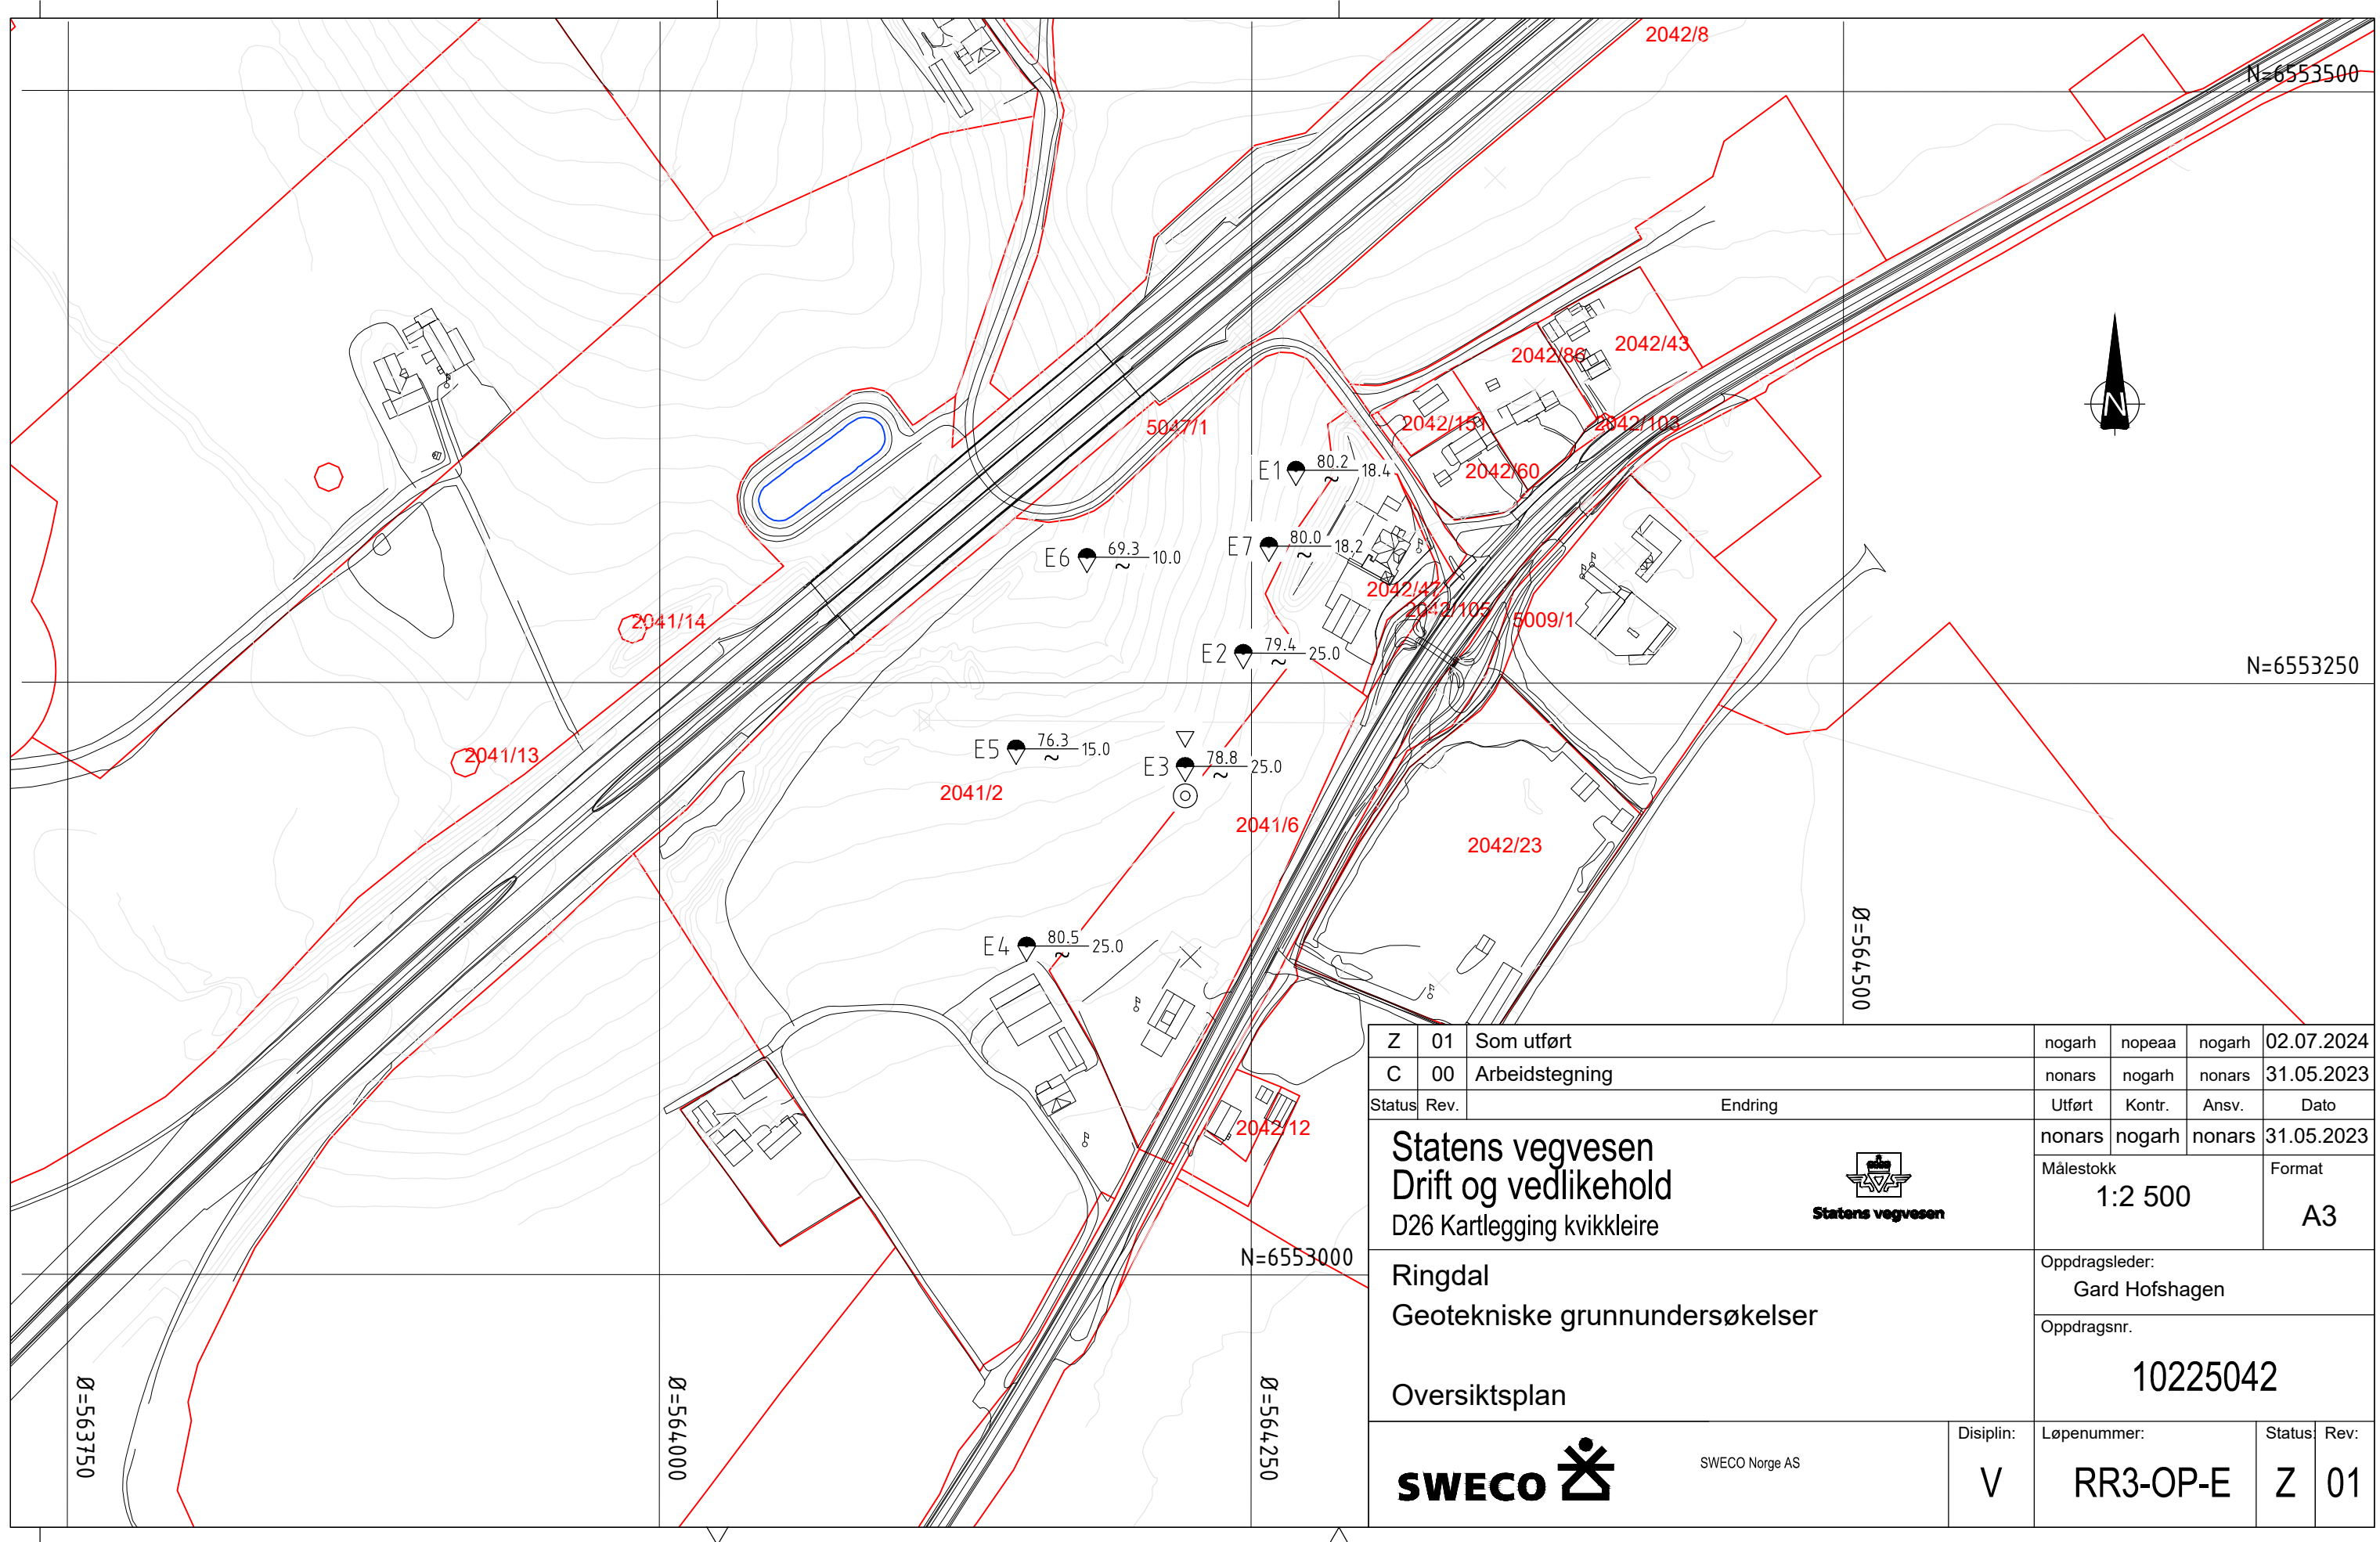 2042/8
N=6553500
2042/43
2042/86
5047/1
2042/151
2042/103
E1 80.2 ~ 18.4
2042/60
E7 80.0 ~ 18.2
E6 69.3 ~ 10.0
2042/47
2042/105
5009/1
2041/14
E2 79.4 ~ 25.0
N=6553250
N
E5 76.3 ~ 15.0
2041/13
E3 78.8 ~ 25.0
2041/2
2041/6
2042/23
E4 80.5 ~ 25.0
Ø=564500
2042/12
N=6553000
Ø=563750
Ø=564000
Ø=564250
Z 01 Som utført nogarh nopeaa nogarh 02.07.2024
C 00 Arbeidstegning nonars nogarh nonars 31.05.2023
Status Rev. Endring Utført Kontr. Ansv. Dato
nonars nogarh nonars 31.05.2023
Statens vegvesen
Drift og vedlikehold
D26 Kartlegging kvikkleire
Statens vegvesen
Målestokk
1:2 500
Format
A3
Ringdal
Geotekniske grunnundersøkelser
Oversiktsplan
Oppdragsleder:
Gard Hofshagen
Oppdragsnr.
10225042
SWECO
SWECO Norge AS
Disiplin:
V
Løpenummer:
RR3-OP-E
Status:
Z
Rev:
01